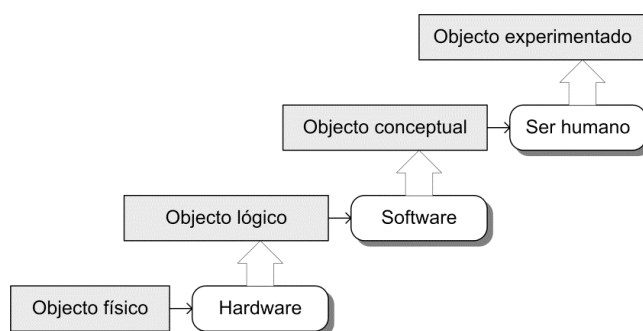 Objecto experimentado
Objecto conceptual
Ser humano
Objecto lógico
Software
Objecto físico
Hardware